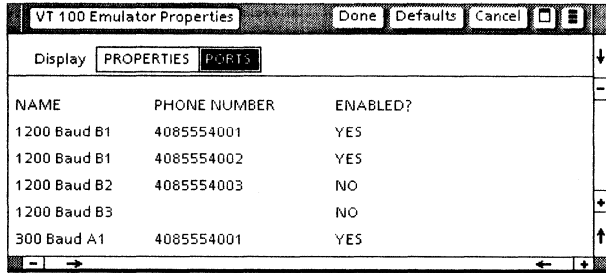 VT 100 Emulator Properties Done Defaults Cancel
Display PROPERTIES PORTS
NAME PHONE NUMBER ENABLED?
1200 Baud B1 4085554001 YES
1200 Baud B1 4085554002 YES
1200 Baud B2 4085554003 NO
1200 Baud B3 NO
300 Baud A1 4085554001 YES